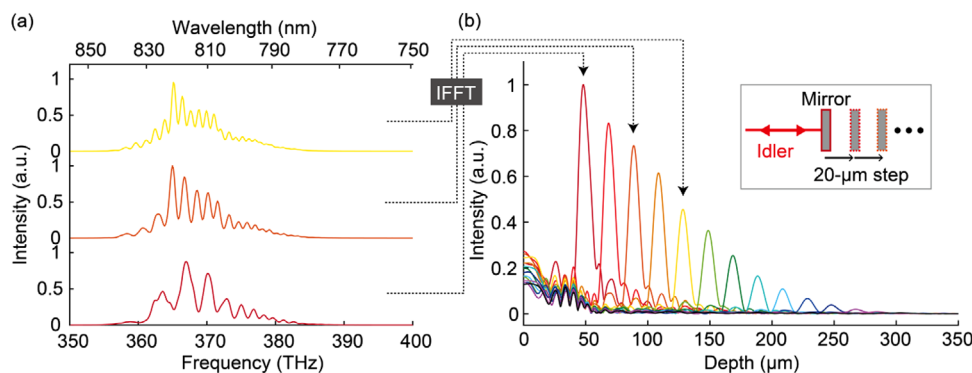 (a)
Wavelength (nm)
850 830 810 790 770 750
1
0.5
0
1
0.5
0
1
0.5
0
Intensity (a.u.)
350 360 370 380 390 400
Frequency (THz)
IFFT
(b)
1
0.8
0.6
0.4
0.2
0
Intensity (a.u.)
0 50 100 150 200 250 300 350
Depth (μm)
Mirror
Idler
20-μm step